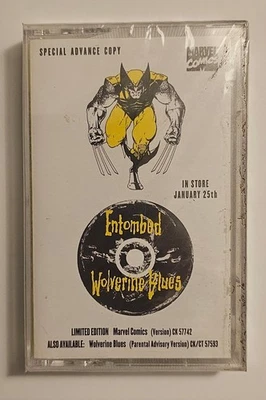 SPECIAL ADVANCE COPY
MARVEL
COMICS
IN STORE
JANUARY 25th
Entombed
Wolverine Blues
LIMITED EDITION Marvel Comics (Version) CK 57742
ALSO AVAILABLE: Wolverine Blues (Parental Advisory Version) CK/CT 57593